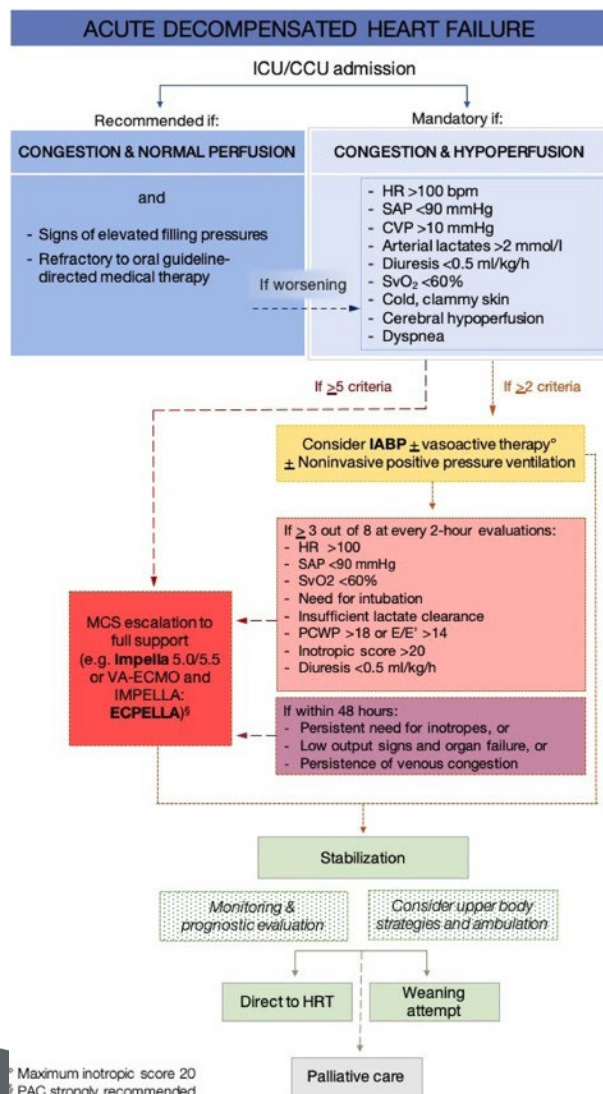 ACUTE DECOMPENSATED HEART FAILURE
ICU/CCU admission
Recommended if:
Mandatory if:
CONGESTION & NORMAL PERFUSION
and
- Signs of elevated filling pressures
- Refractory to oral guideline-
directed medical therapy
If worsening
CONGESTION & HYPOPERFUSION
- HR >100 bpm
- SAP <90 mmHg
- CVP >10 mmHg
- Arterial lactates >2 mmol/l
- Diuresis <0.5 ml/kg/h
- SvO₂ <60%
- Cold, clammy skin
- Cerebral hypoperfusion
- Dyspnea
If ≥5 criteria
If ≥2 criteria
Consider IABP ± vasoactive therapy°
± Noninvasive positive pressure ventilation
If ≥ 3 out of 8 at every 2-hour evaluations:
- HR >100
- SAP <90 mmHg
- SvO2 <60%
- Need for intubation
- Insufficient lactate clearance
- PCWP >18 or E/E' >14
- Inotropic score >20
- Diuresis <0.5 ml/kg/h
MCS escalation to
full support
(e.g. Impella 5.0/5.5
or VA-ECMO and
IMPELLA:
ECPELLA)§
If within 48 hours:
- Persistent need for inotropes, or
- Low output signs and organ failure, or
- Persistence of venous congestion
Stabilization
Monitoring &
prognostic evaluation
Consider upper body
strategies and ambulation
Direct to HRT
Weaning
attempt
Palliative care
° Maximum inotropic score 20
§ PAC strongly recommended